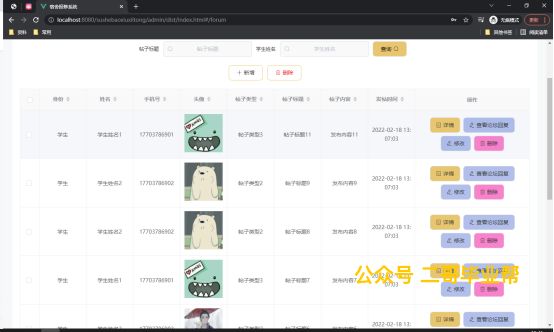 宿舍报修系统
localhost:8080/sushebaoxiuxitong/admin/dist/index.html#/forum
无痕模式
更新
资料
常用
其他书签
阅读清单
帖子标题 帖子标题 学生姓名 学生姓名 查询
+ 新增 删除
身份 姓名 手机号 头像 帖子类型 帖子标题 帖子内容 发帖时间 操作
学生 学生姓名1 17703786901 帖子类型3 帖子标题11 发布内容11 2022-02-18 13:07:03 详情 查看论坛回复 修改 删除
学生 学生姓名2 17703786902 帖子类型2 帖子标题9 发布内容9 2022-02-18 13:07:03 详情 查看论坛回复 修改 删除
学生 学生姓名2 17703786902 帖子类型2 帖子标题8 发布内容8 2022-02-18 13:07:03 详情 查看论坛回复 修改 删除
学生 学生姓名1 17703786901 帖子类型3 帖子标题7 发布内容7 2022-02-18 13:07:03 详情 修改 删除
公众号 二哥毕业帮
2022-02-18 13: 详情 查看论坛回复